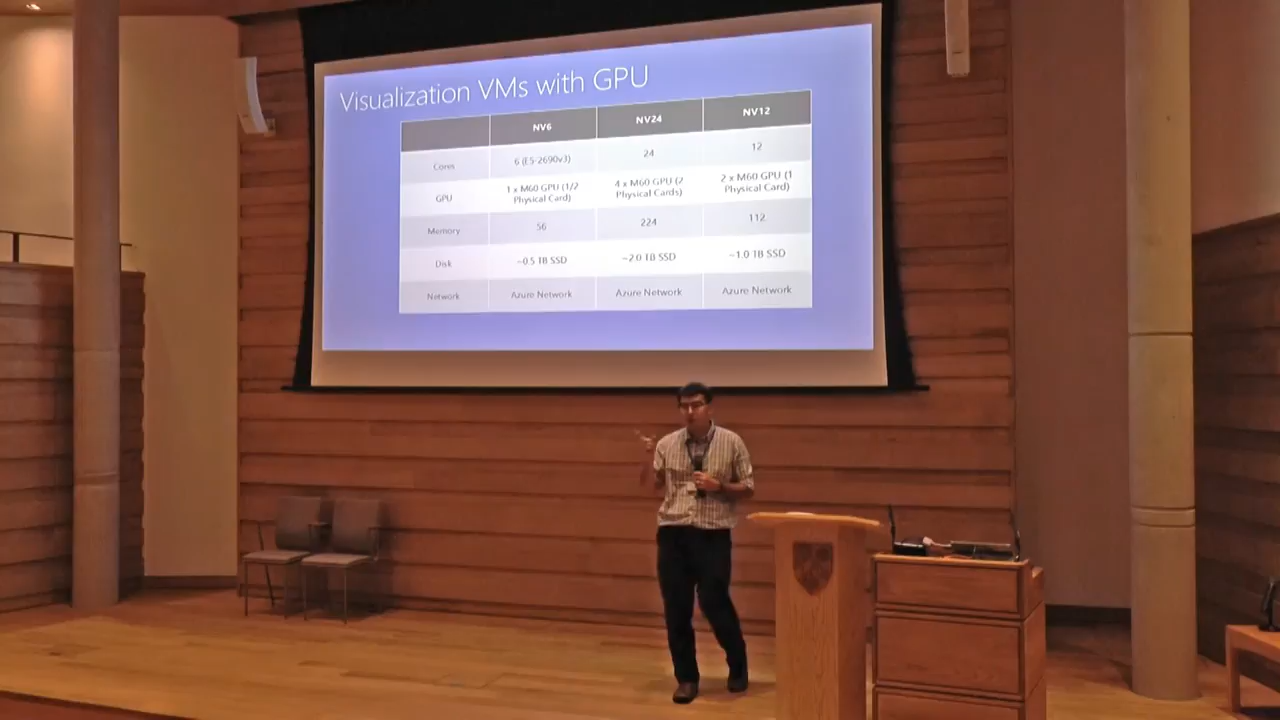 Visualization VMs with GPU
NV6 NV24 NV12
Cores 6 (E5-2690v3) 24 12
GPU 1 x M60 GPU (1/2 Physical Card) 4 x M60 GPU (2 Physical Cards) 2 x M60 GPU (1 Physical Card)
Memory 56 224 112
Disk ~0.5 TB SSD ~2.0 TB SSD ~1.0 TB SSD
Network Azure Network Azure Network Azure Network